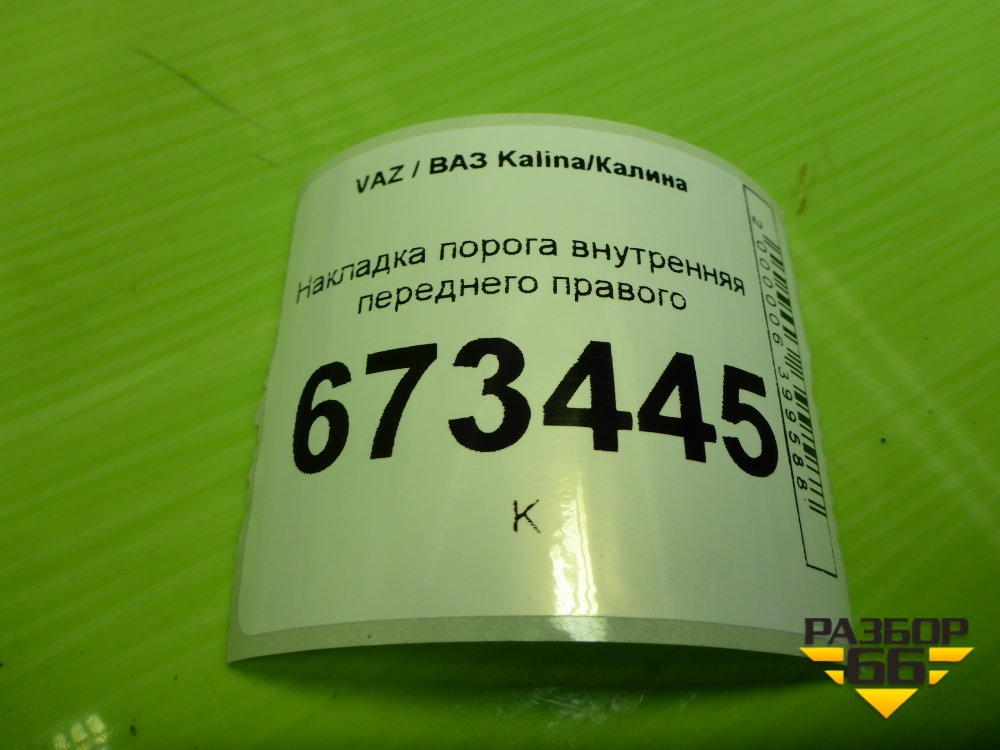 VAZ / ВАЗ Kalina/Калина
Накладка порога внутренняя
переднего правого
673445
К
2000006399588
РАЗБОР
66